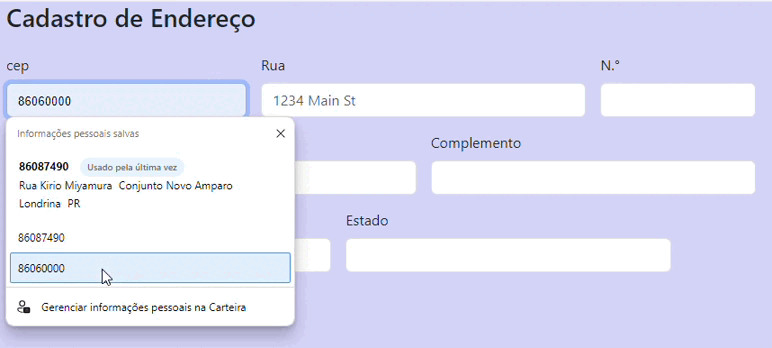 Cadastro de Endereço
cep
Rua
N.°
86060000
1234 Main St
Informações pessoais salvas
Complemento
86087490 Usado pela última vez
Rua Kirio Miyamura Conjunto Novo Amparo
Londrina PR
Estado
86087490
86060000
Gerenciar informações pessoais na Carteira